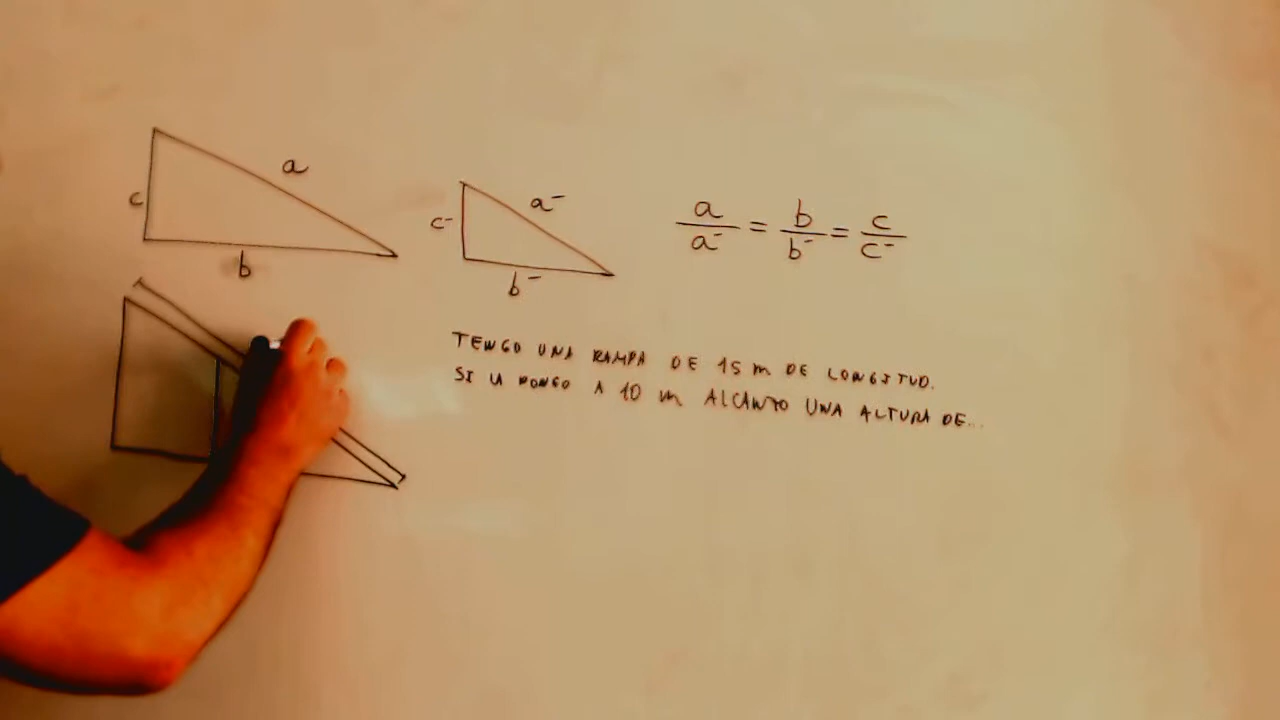 a
c
b
a-
c-
b-
a/a- = b/b- = c/c-
TENGO UNA RAMPA DE 15 m DE LONGITUD.
SI LA PONGO A 10 m ALCANZO UNA ALTURA DE...